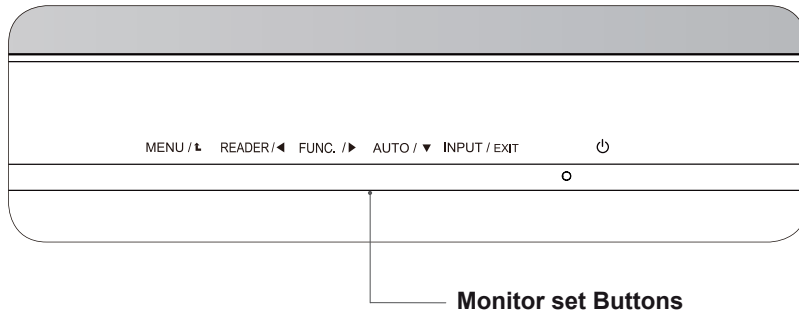 MENU / ⮤ READER / ◀ FUNC. / ▶ AUTO / ▼ INPUT / EXIT ⏻
Monitor set Buttons